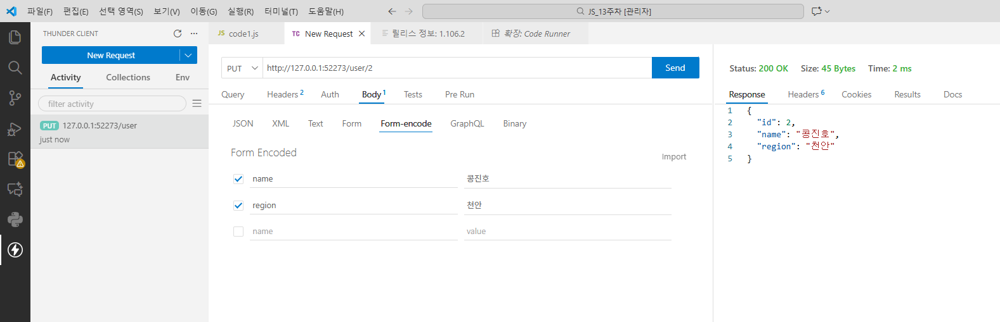 파일(F) 편집(E) 선택 영역(S) 보기(V) 이동(G) 실행(R) 터미널(T) 도움말(H) JS_13주차 [관리자]
THUNDER CLIENT ···
JS code1.js TC New Request × 릴리스 정보: 1.106.2 확장: Code Runner
New Request
Activity Collections Env
filter activity
PUT 127.0.0.1:52273/user
just now
PUT http://127.0.0.1:52273/user/2 Send
Query Headers 2 Auth Body 1 Tests Pre Run
JSON XML Text Form Form-encode GraphQL Binary
Form Encoded
Import
name 콩진호
region 천안
name value
Status: 200 OK Size: 45 Bytes Time: 2 ms
Response Headers 6 Cookies Results Docs
1 {
2 "id": 2,
3 "name": "콩진호",
4 "region": "천안"
5 }